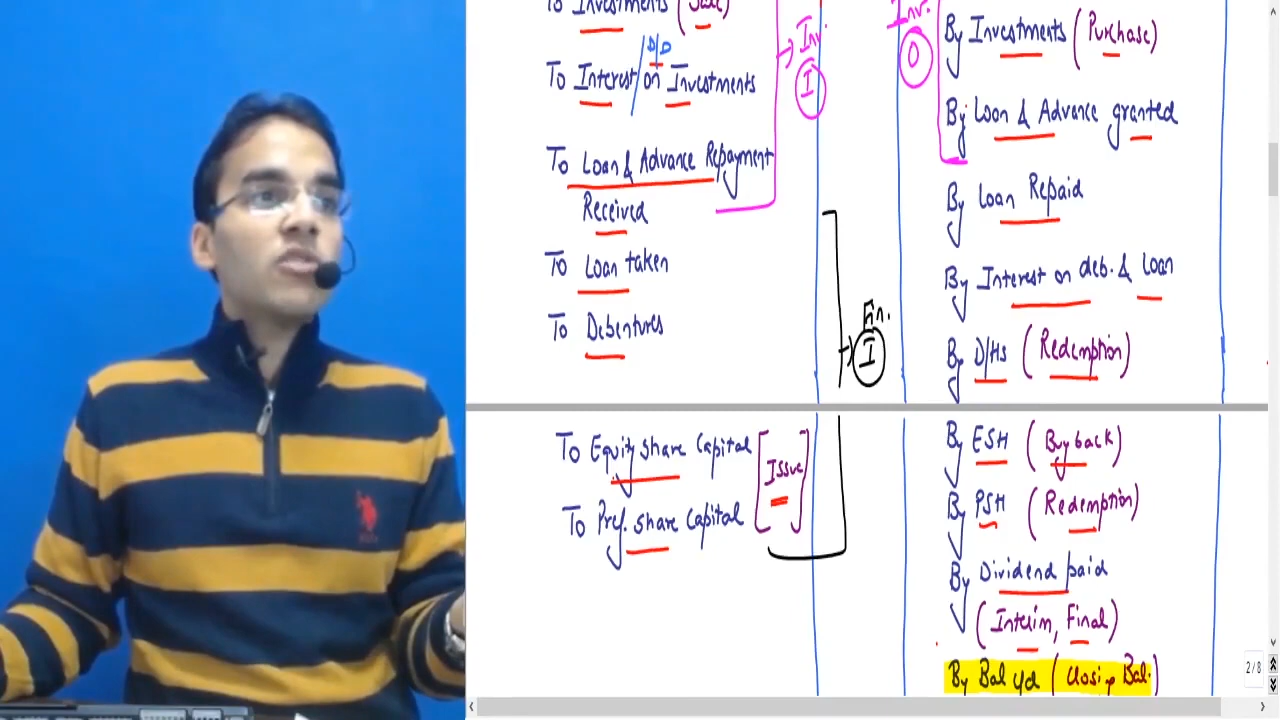 To Investments (Sale)
To Interest / on Investments
D/D
Inv.
I
To Loan & Advance Repayment
Received
To Loan taken
To Debentures
Fin.
I
To Equity share Capital
[Issue]
To Pref. share Capital
Inv.
O
By Investments (Purchase)
By Loan & Advance granted
By Loan Repaid
By Interest on deb. & Loan
By D/Hs (Redemption)
By ESH (Buyback)
By PSH (Redemption)
By Dividend paid
(Interim, Final)
By Bal c/d (Closing Bal.)
2/8